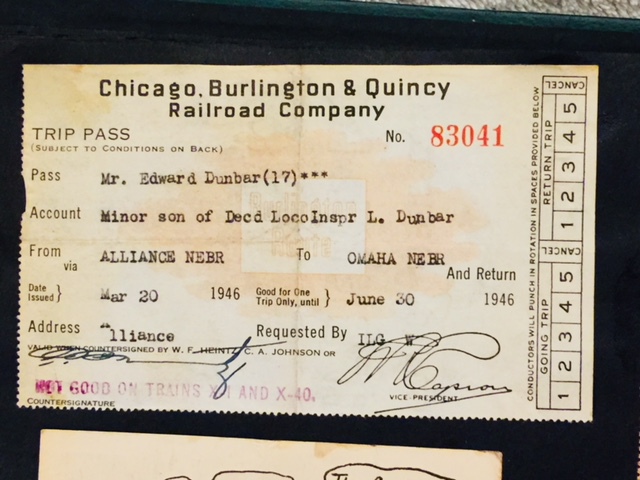 Chicago, Burlington & Quincy
Railroad Company
TRIP PASS
(SUBJECT TO CONDITIONS ON BACK)
No. 83041
Pass Mr. Edward Dunbar(17)***
Account Minor son of Decd LocoInspr L. Dunbar
From ALLIANCE NEBR To OMAHA NEBR
via And Return
Date Issued } Mar 20 1946 Good for One Trip Only, until } June 30 1946
Address "lliance Requested By ILG W
VALID WHEN COUNTERSIGNED BY W. F. HEINTZ, C. A. JOHNSON OR
NOT GOOD ON TRAINS AND X-40.
COUNTERSIGNATURE
VICE PRESIDENT
CONDUCTORS WILL PUNCH IN ROTATION IN SPACES PROVIDED BELOW
GOING TRIP
1 2 3 4 5
CANCEL
RETURN TRIP
1 2 3 4 5
CANCEL